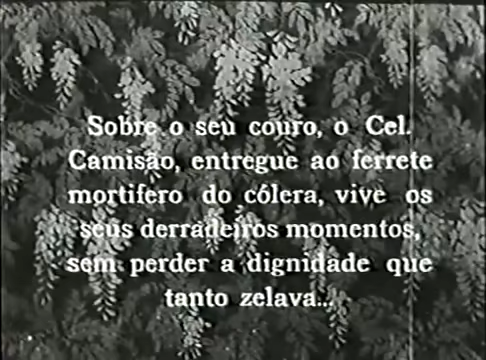 Sobre o seu couro, o Cel.
Camisão, entregue ao ferrete
mortifero do cólera, vive os
seus derradeiros momentos,
sem perder a dignidade que
tanto zelava...